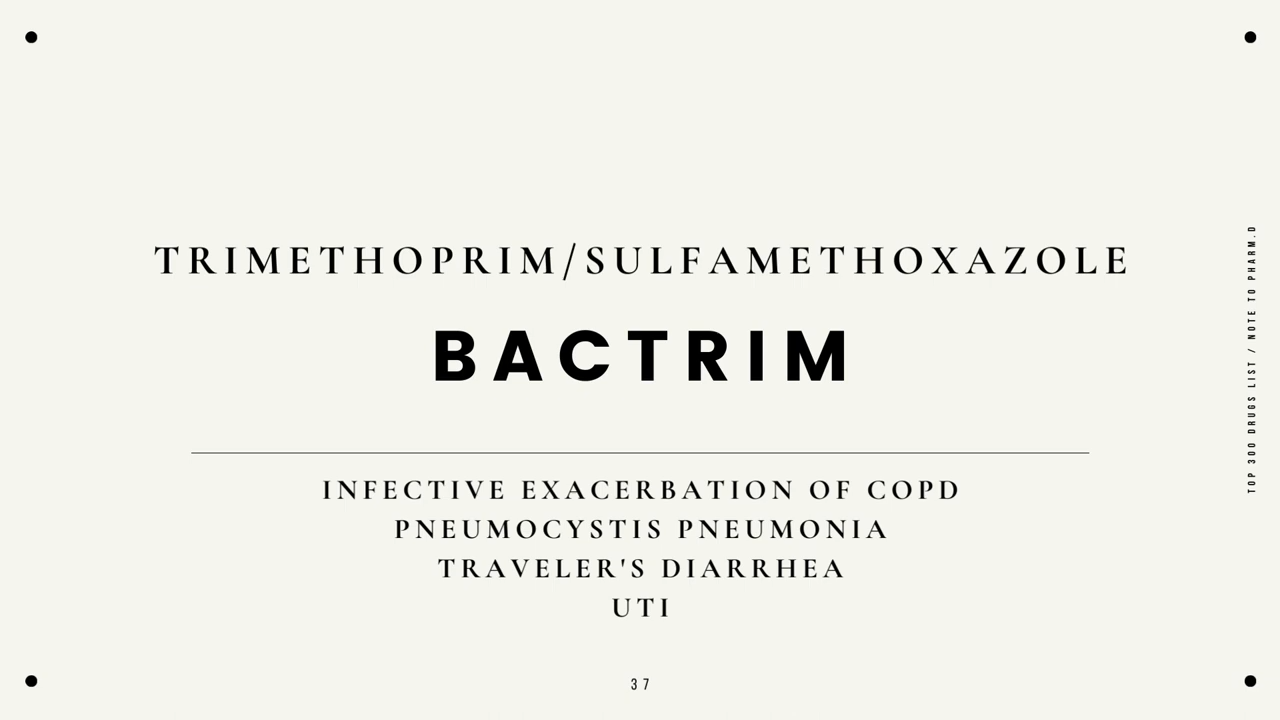 TRIMETHOPRIM/SULFAMETHOXAZOLE
BACTRIM
INFECTIVE EXACERBATION OF COPD
PNEUMOCYSTIS PNEUMONIA
TRAVELER'S DIARRHEA
UTI
37
TOP 300 DRUGS LIST / NOTE TO PHARM.D